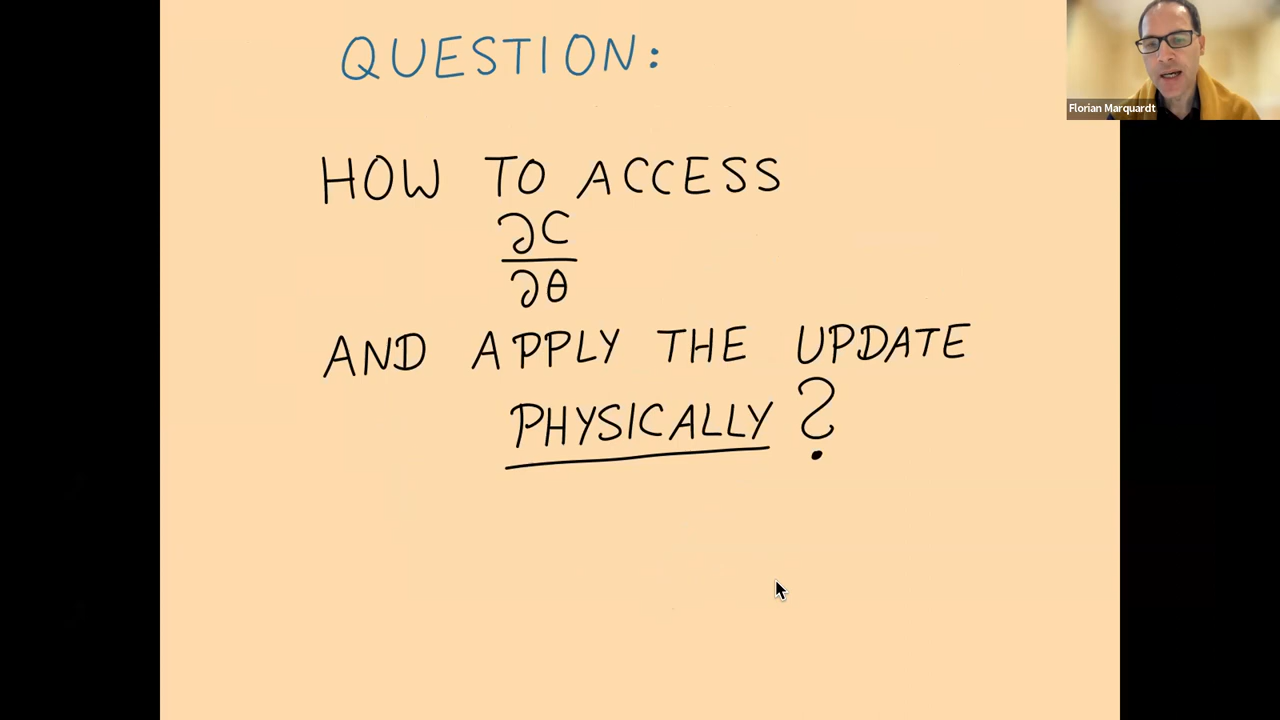 QUESTION:
Florian Marquardt
HOW TO ACCESS
∂C
∂θ
AND APPLY THE UPDATE
PHYSICALLY ?